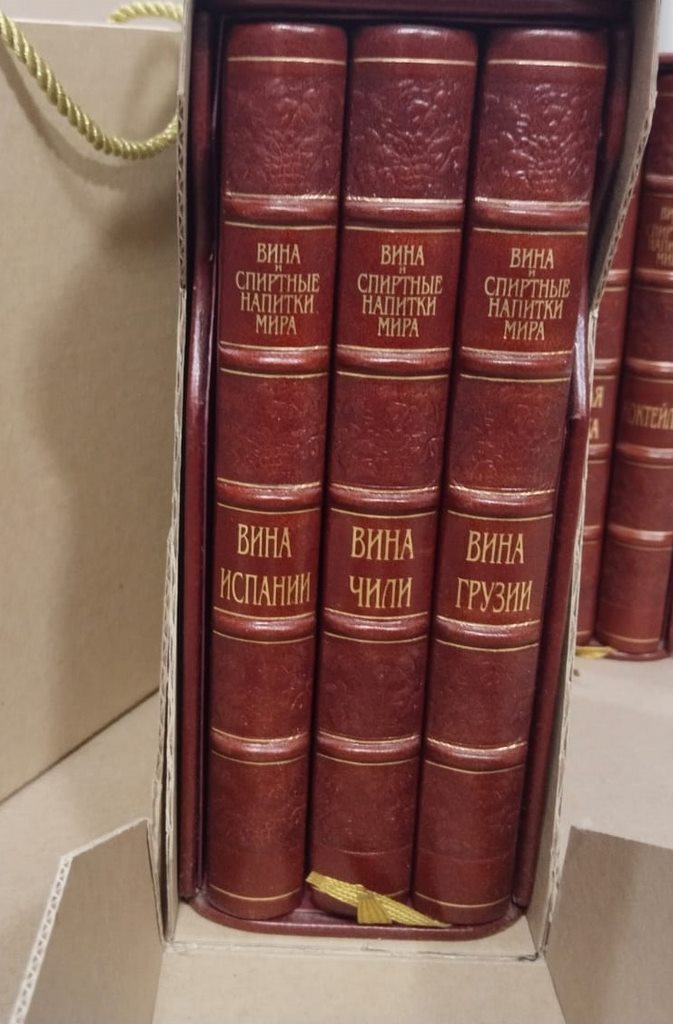 ВИНА
и
СПИРТНЫЕ
НАПИТКИ
МИРА
ВИНА
ИСПАНИИ
ВИНА
и
СПИРТНЫЕ
НАПИТКИ
МИРА
ВИНА
ЧИЛИ
ВИНА
и
СПИРТНЫЕ
НАПИТКИ
МИРА
ВИНА
ГРУЗИИ